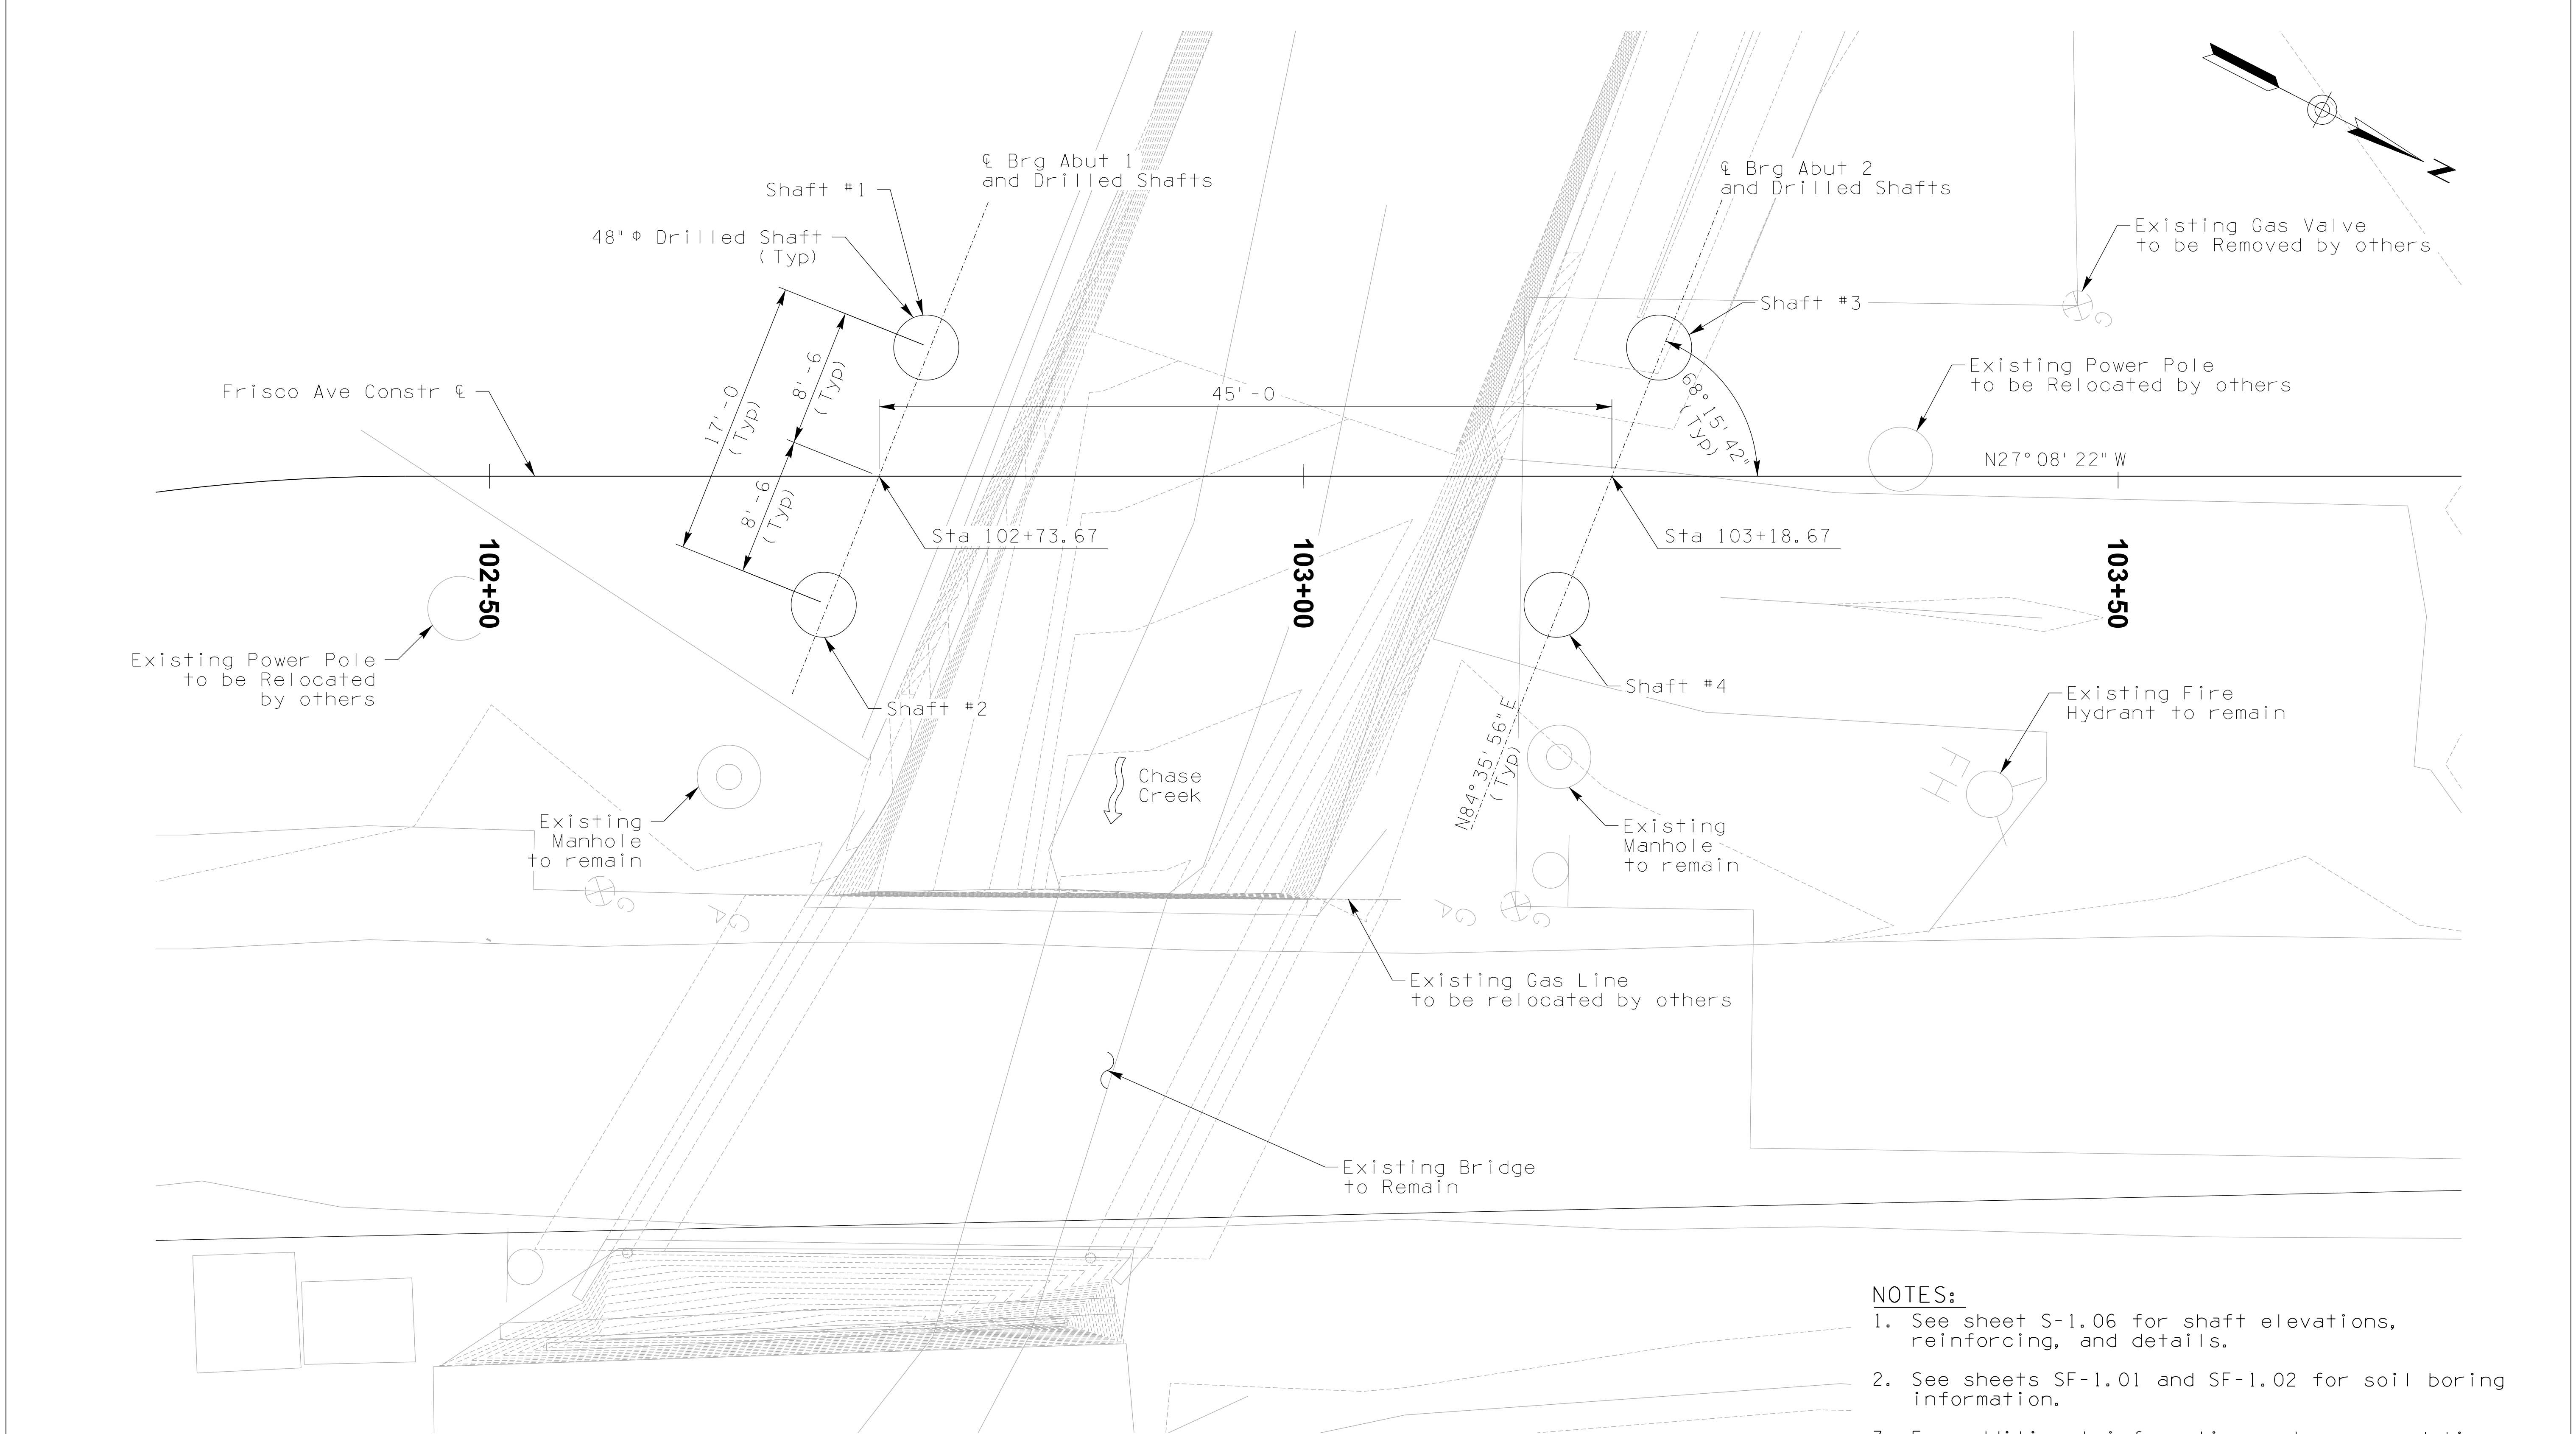 ℄ Brg Abut 1
and Drilled Shafts
Shaft #1
48" Φ Drilled Shaft
(Typ)
℄ Brg Abut 2
and Drilled Shafts
N
Existing Gas Valve
to be Removed by others
G
Shaft #3
Existing Power Pole
to be Relocated by others
Frisco Ave Constr ℄
17'-0
(Typ)
8'-6
(Typ)
8'-6
(Typ)
45'-0
68°15'42"
(Typ)
N27°08'22"W
Sta 102+73.67
Sta 103+18.67
102+50
103+00
103+50
Existing Power Pole
to be Relocated
by others
Shaft #2
Shaft #4
N84°35'56"E
(Typ)
Existing Fire
Hydrant to remain
FH
Chase
Creek
Existing
Manhole
to remain
Existing
Manhole
to remain
G
GA
GA
G
Existing Gas Line
to be relocated by others
Existing Bridge
to Remain
NOTES:
1. See sheet S-1.06 for shaft elevations,
reinforcing, and details.
2. See sheets SF-1.01 and SF-1.02 for soil boring
information.